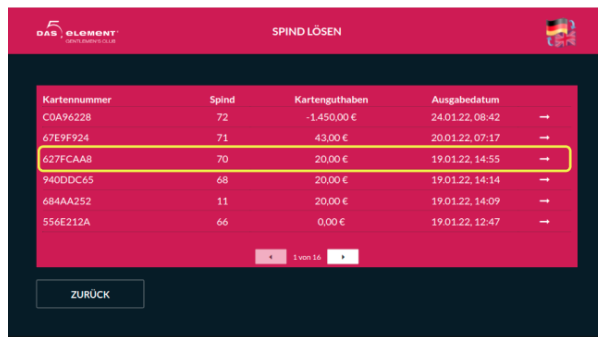 5
DAS ELEMENT
GENTLEMEN'S CLUB
SPIND LÖSEN
Kartennummer Spind Kartenguthaben Ausgabedatum
C0A96228 72 -1.450,00 € 24.01.22, 08:42 →
67E9F924 71 43,00 € 20.01.22, 07:17 →
627FCAA8 70 20,00 € 19.01.22, 14:55 →
940DDC65 68 20,00 € 19.01.22, 14:14 →
684AA252 11 20,00 € 19.01.22, 14:09 →
556E212A 66 0,00 € 19.01.22, 12:47 →
1 von 16
ZURÜCK